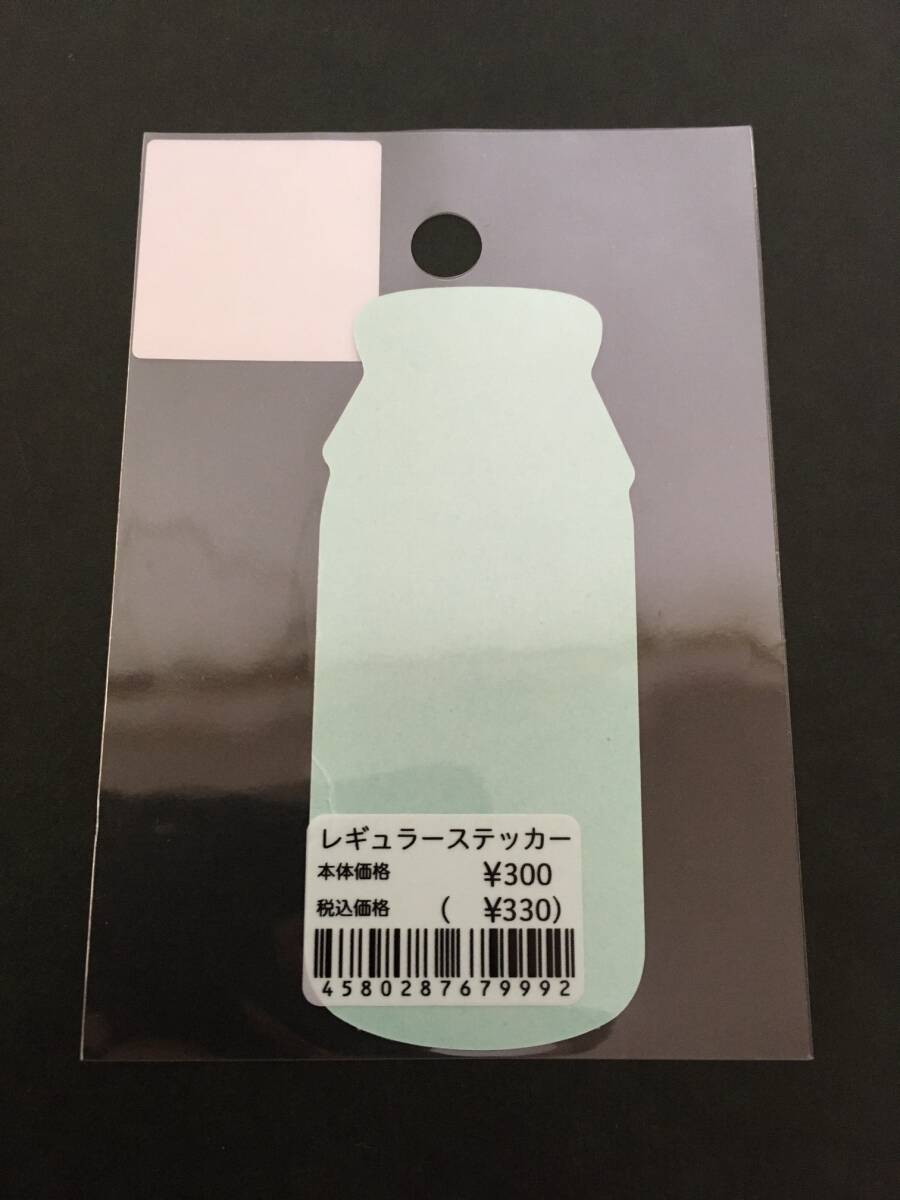 レギュラーステッカー
本体価格 ¥300
税込価格 ( ¥330)
4580287679992